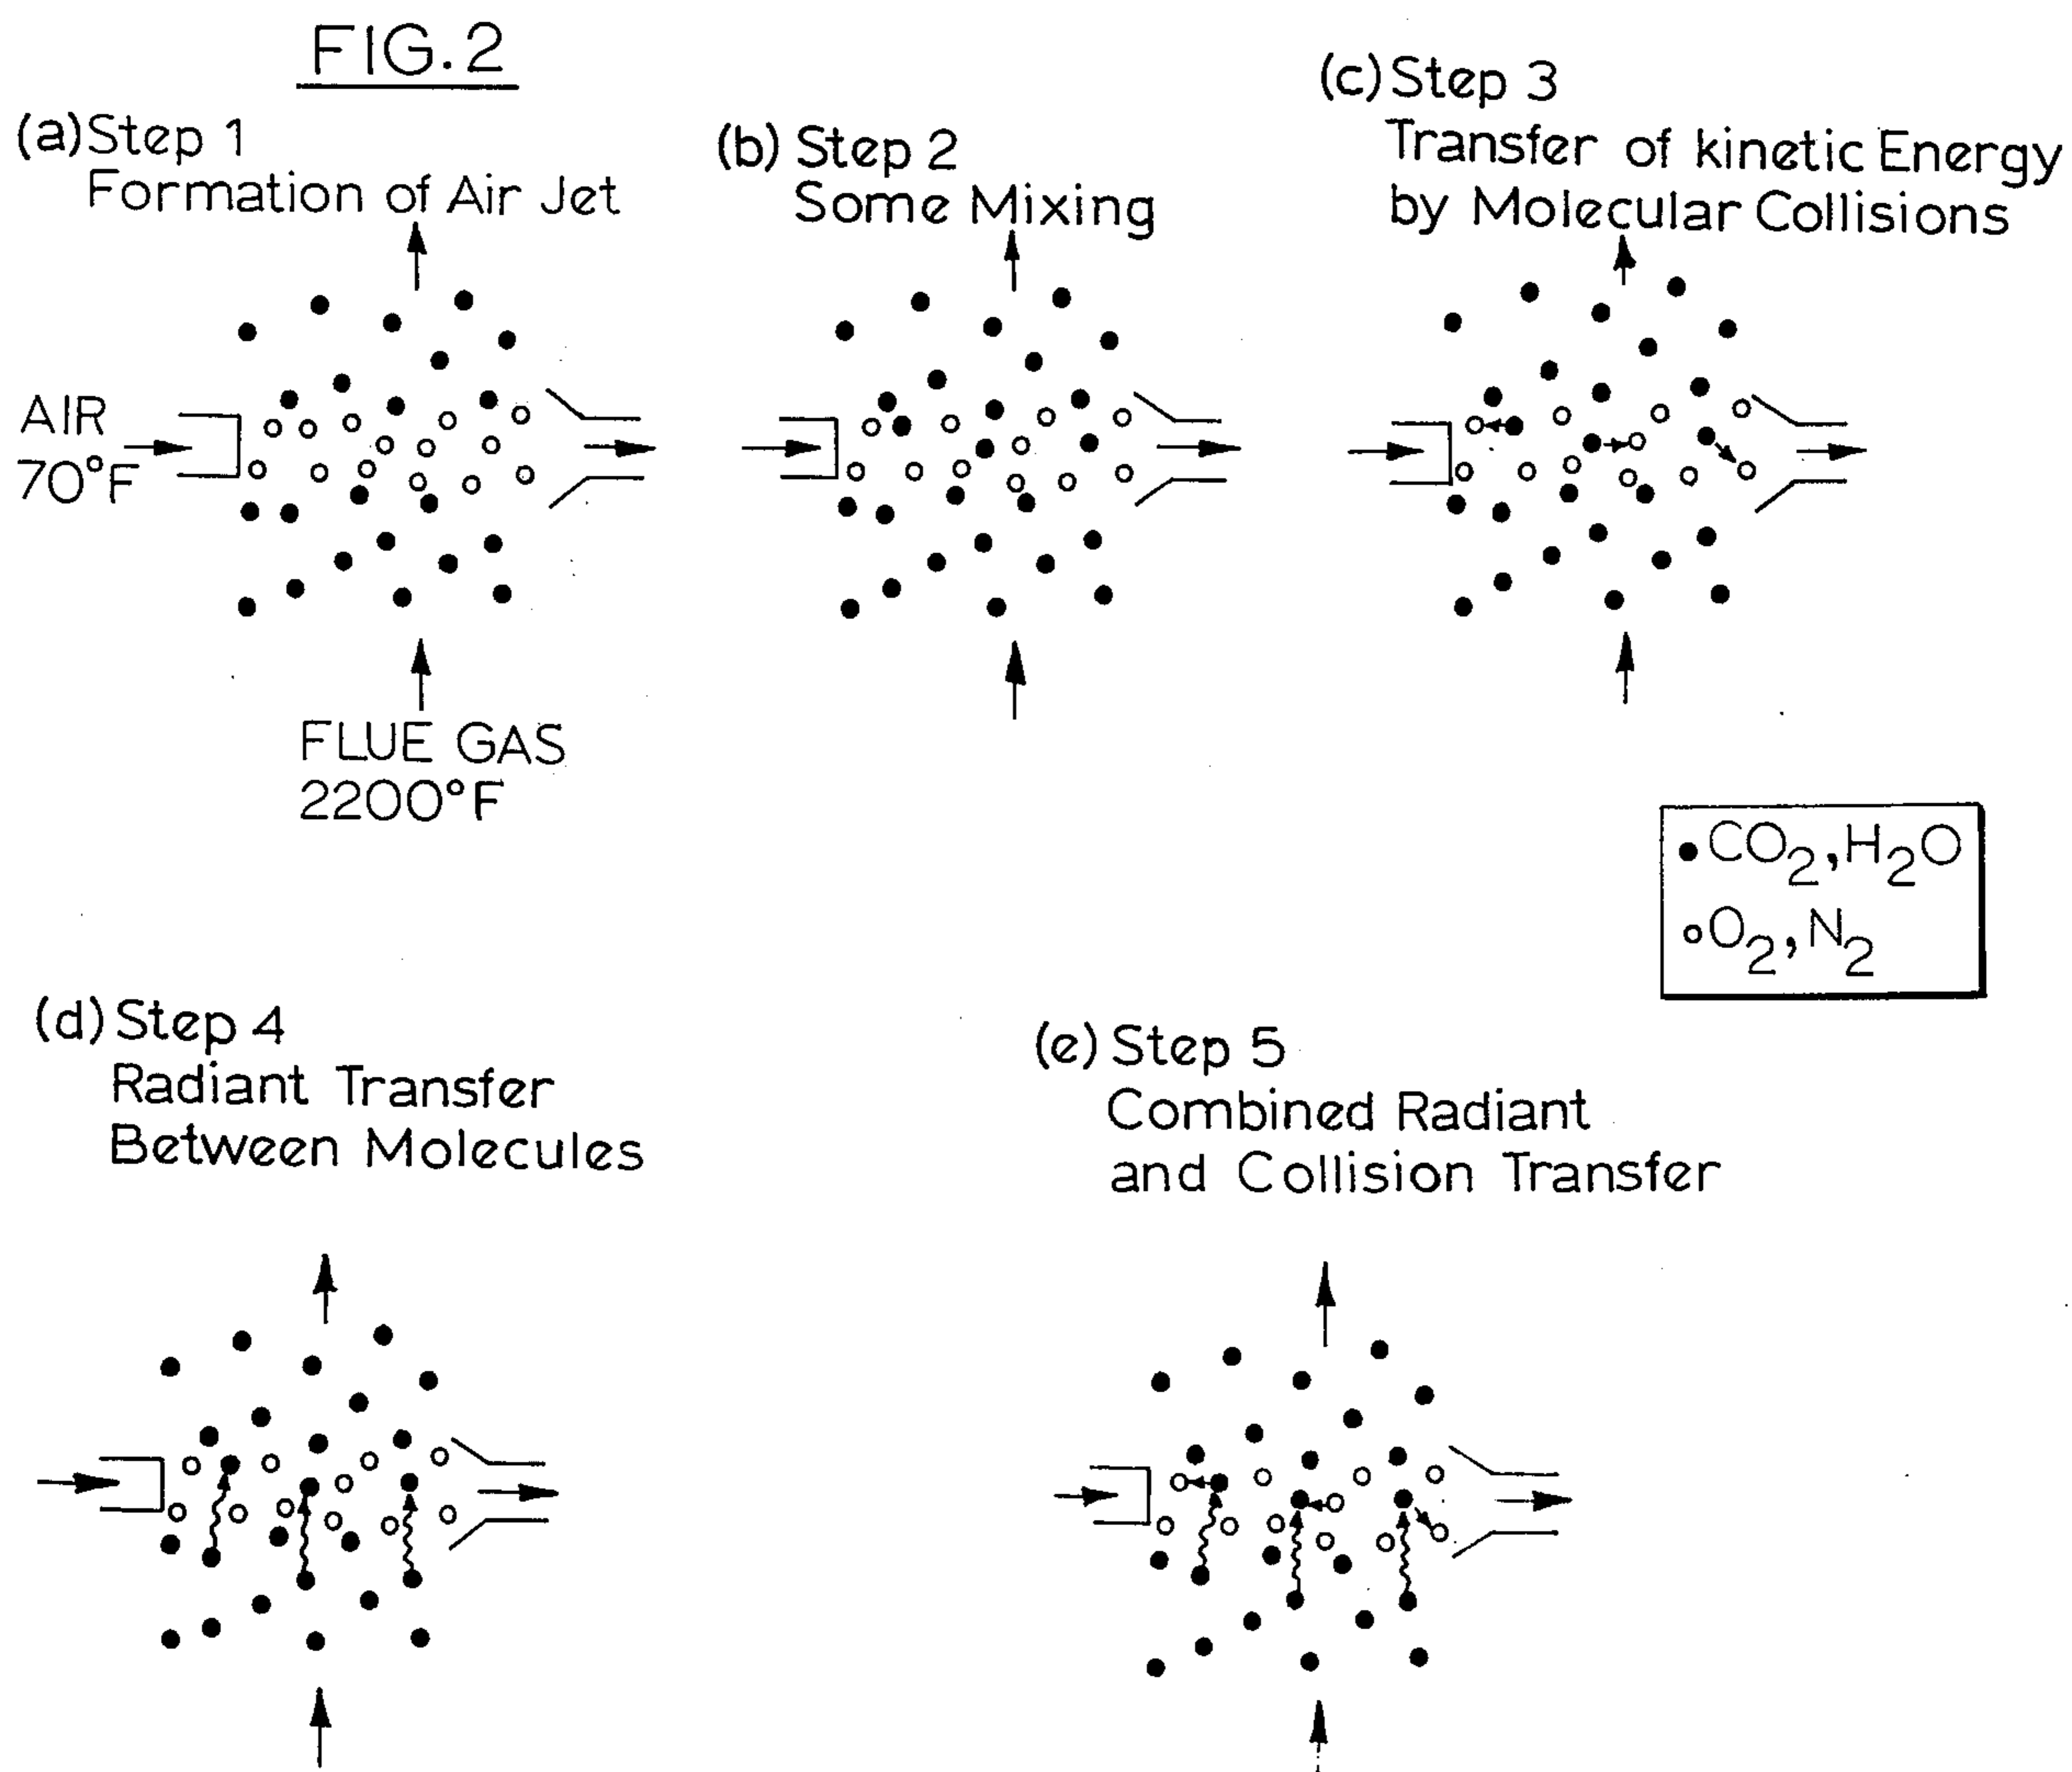 FIG.2
(a) Step 1
Formation of Air Jet
(b) Step 2
Some Mixing
(c) Step 3
Transfer of kinetic Energy
by Molecular Collisions
AIR
70°F
FLUE GAS
2200°F
CO2,H2O
O2,N2
(d) Step 4
Radiant Transfer
Between Molecules
(e) Step 5
Combined Radiant
and Collision Transfer